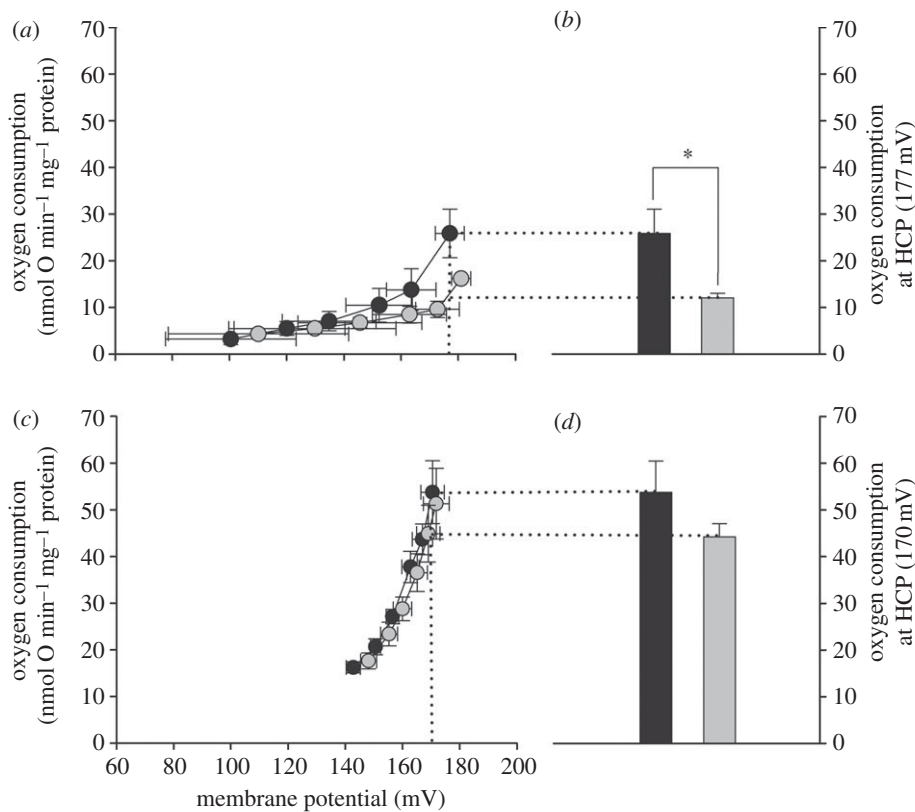 (a)
70
60
50
40
30
20
10
0
oxygen consumption
(nmol O min⁻¹ mg⁻¹ protein)
(b)
*
70
60
50
40
30
20
10
0
oxygen consumption
at HCP (177 mV)
(c)
70
60
50
40
30
20
10
0
oxygen consumption
(nmol O min⁻¹ mg⁻¹ protein)
60 80 100 120 140 160 180 200
membrane potential (mV)
(d)
70
60
50
40
30
20
10
0
oxygen consumption
at HCP (170 mV)